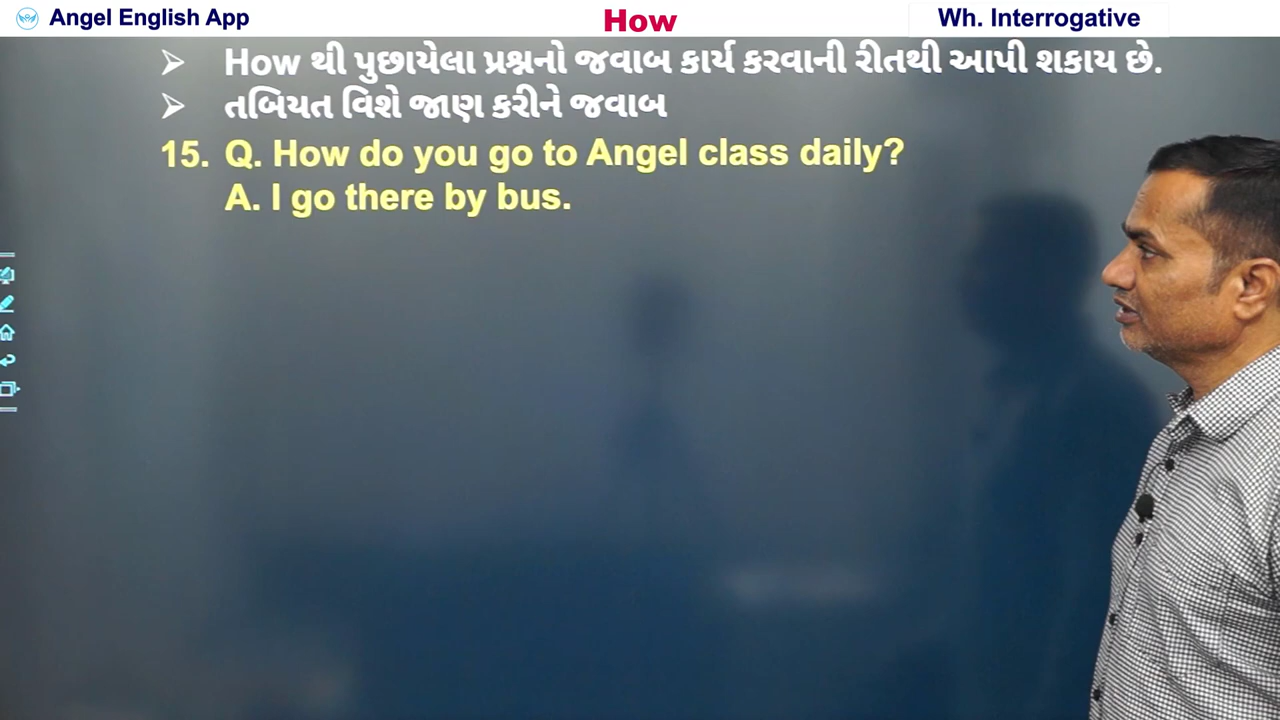 Angel English App
How
Wh. Interrogative
➢ How થી પુછાયેલા પ્રશ્નનો જવાબ કાર્ય કરવાની રીતથી આપી શકાય છે.
➢ તબિયત વિશે જાણ કરીને જવાબ
15. Q. How do you go to Angel class daily?
A. I go there by bus.